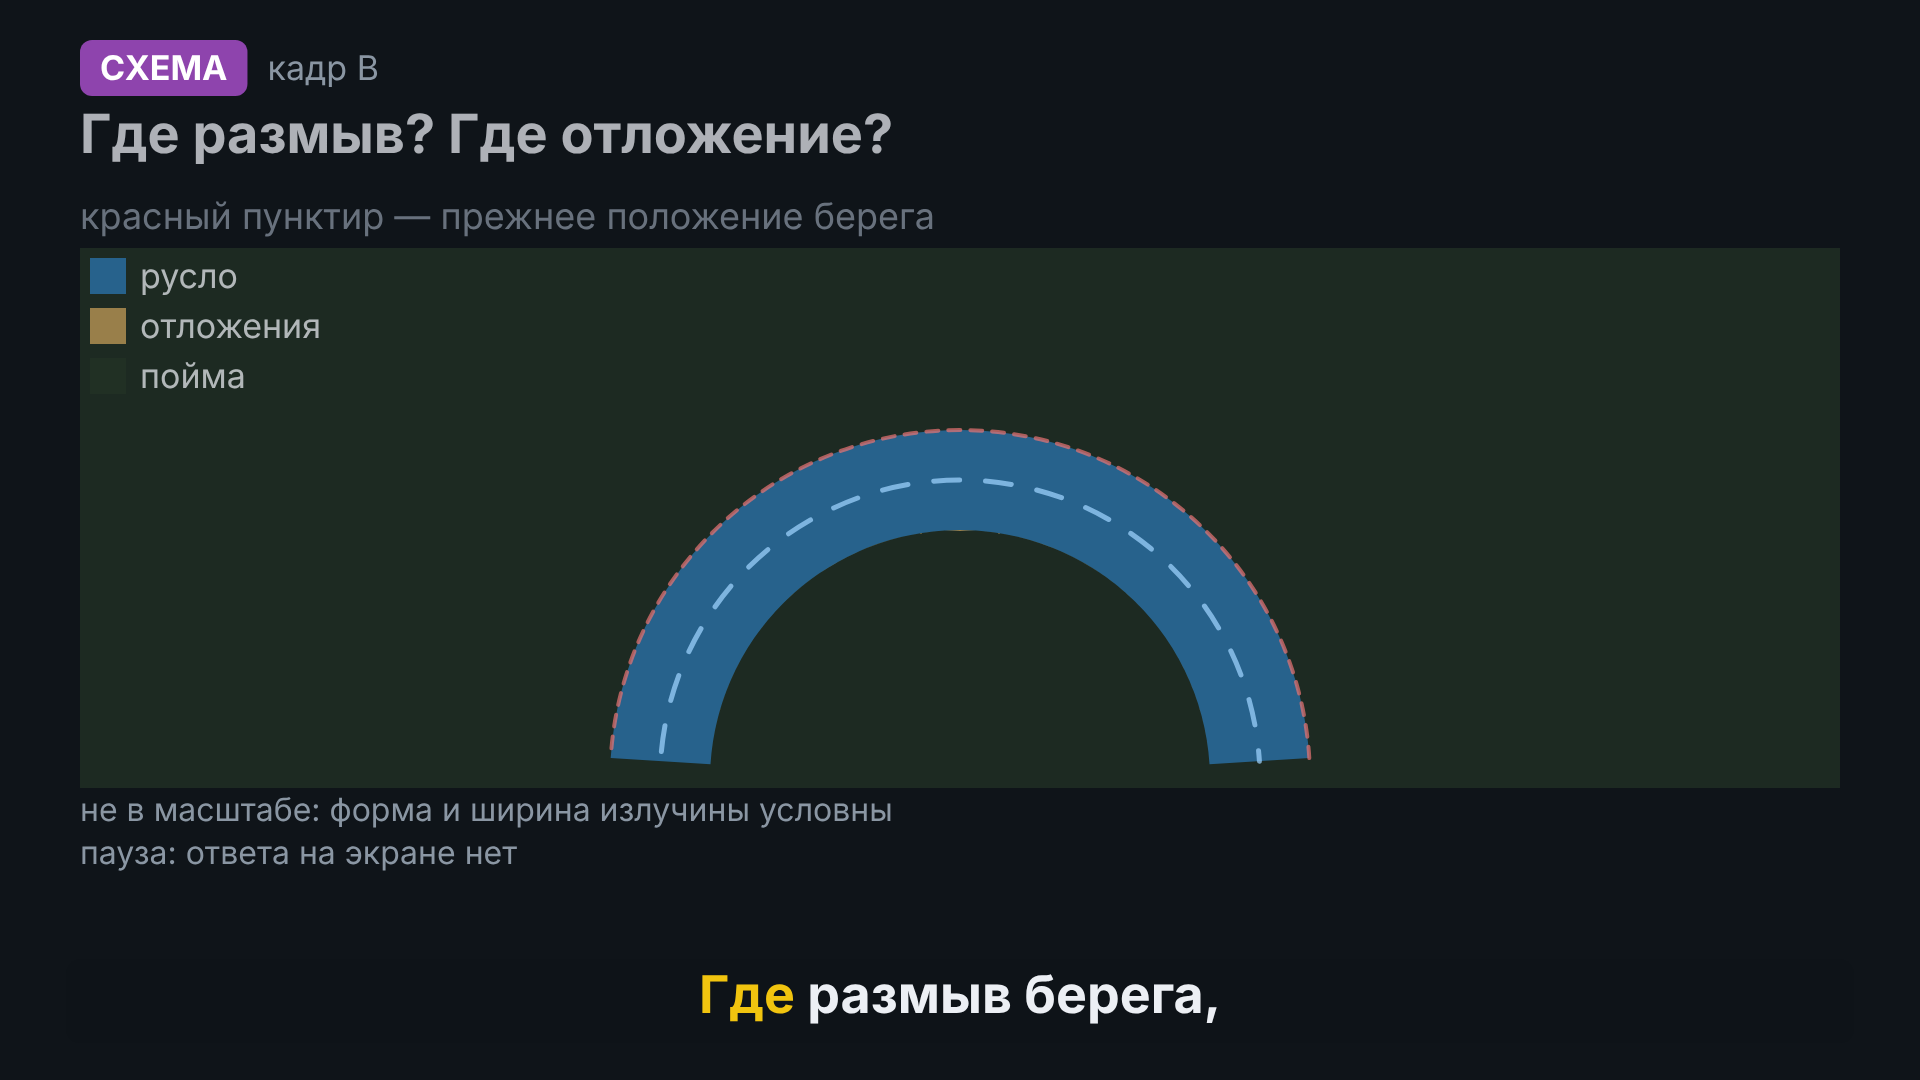 СХЕМА кадр B
Где размыв? Где отложение?
красный пунктир — прежнее положение берега
русло
отложения
пойма
не в масштабе: форма и ширина излучины условны
пауза: ответа на экране нет
Где размыв берега,